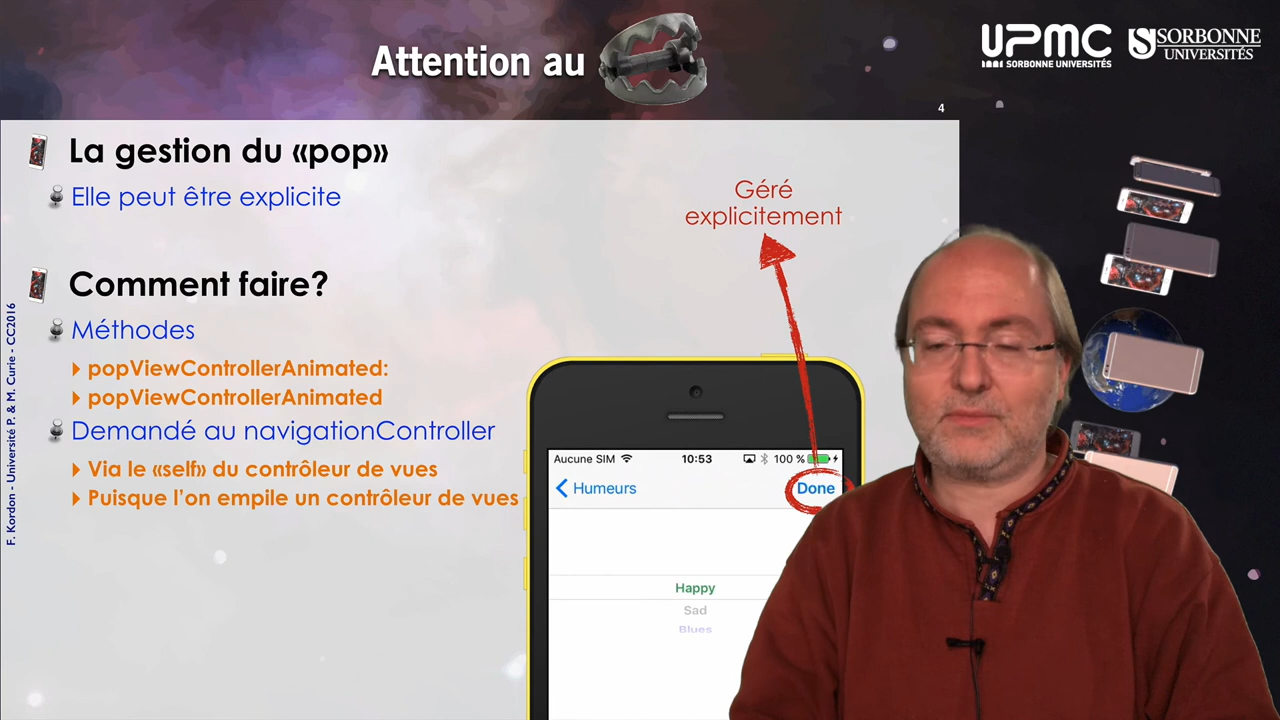 Attention au
UPMC
SORBONNE UNIVERSITÉS
SORBONNE
UNIVERSITÉS
4
La gestion du «pop»
Elle peut être explicite
Géré
explicitement
Comment faire?
Méthodes
popViewControllerAnimated:
popViewControllerAnimated
Demandé au navigationController
Via le «self» du contrôleur de vues
Puisque l'on empile un contrôleur de vues
F. Kordon - Université P. & M. Curie - CC2016
Aucune SIM 10:53 100 %
Humeurs Done
Happy
Sad
Blues